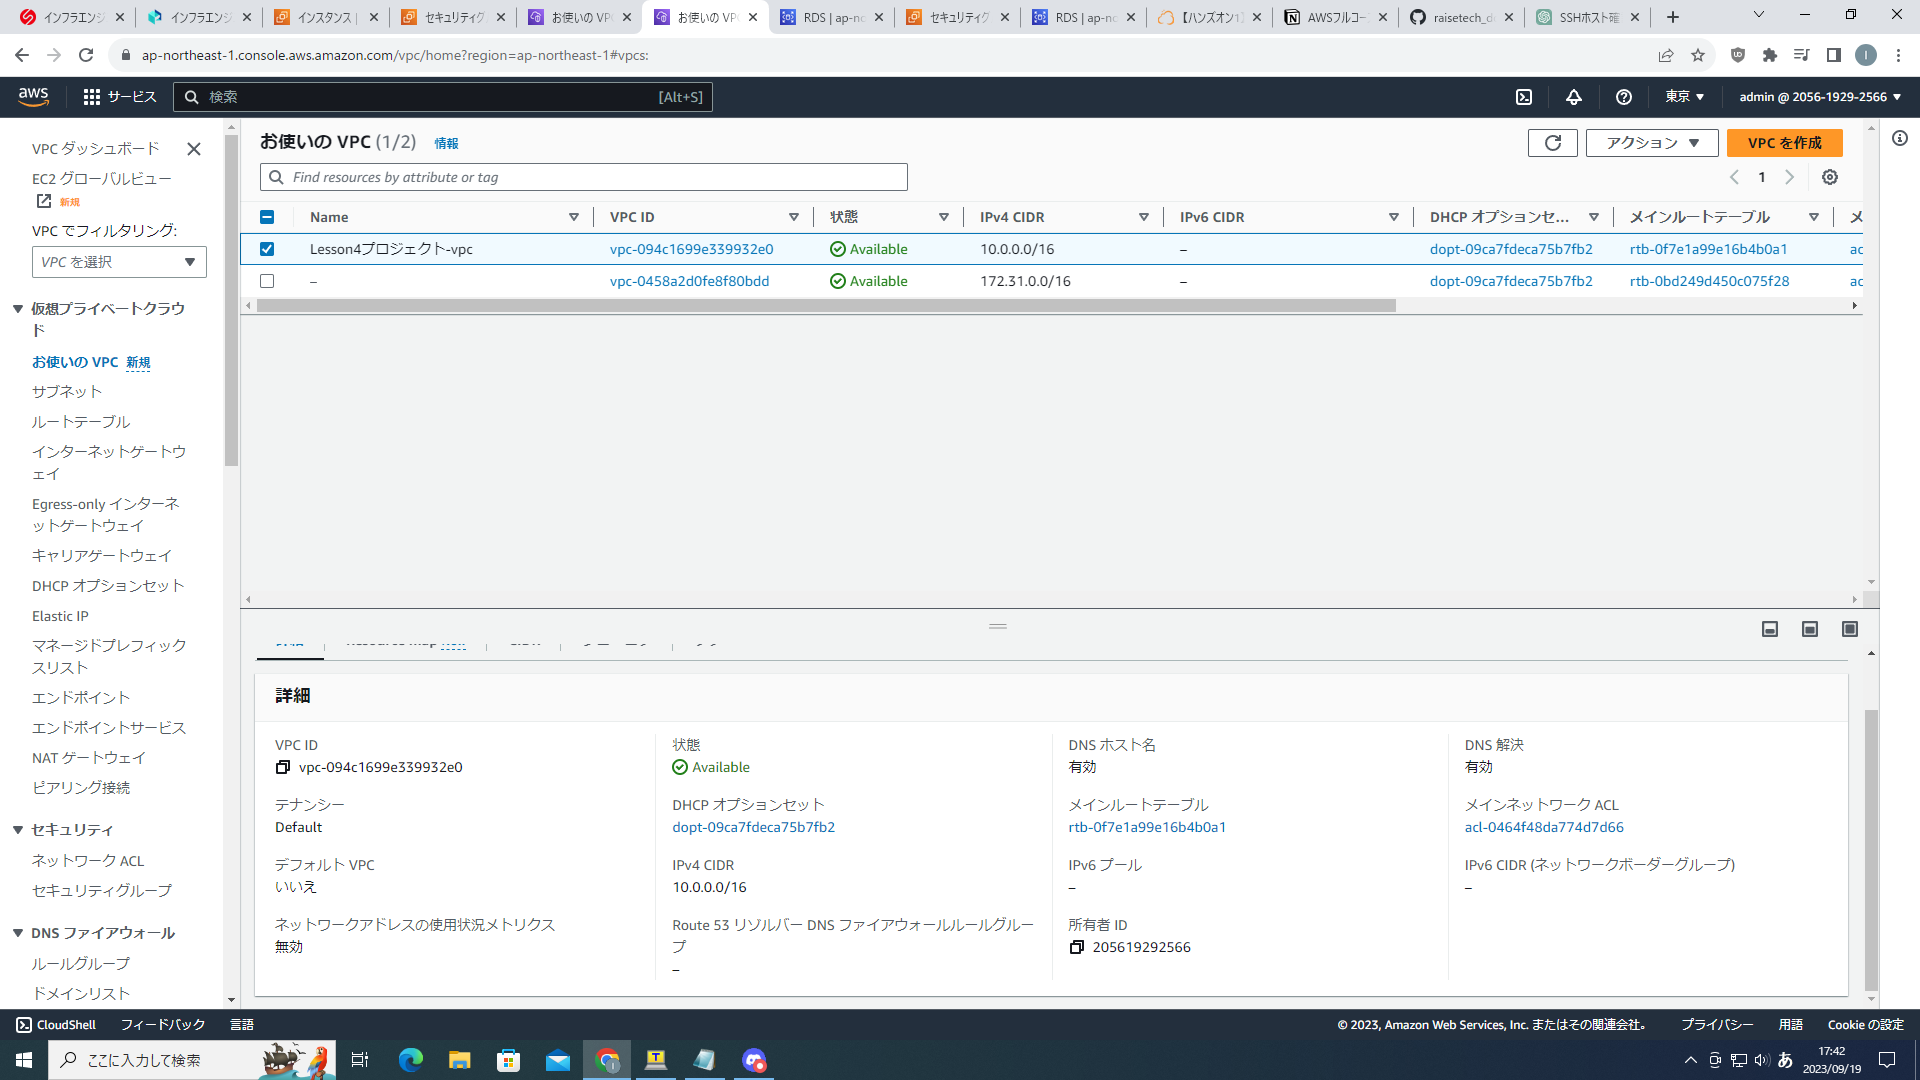 インフラエンジ
インフラエンジ
インスタンス |
セキュリティグ
お使いの VPC
お使いの VPC
RDS | ap-nc
セキュリティグ
RDS | ap-nc
【ハンズオン1】
AWSフルコー
raisetech_d
SSHホスト確
ap-northeast-1.console.aws.amazon.com/vpc/home?region=ap-northeast-1#vpcs:
aws
サービス
検索
[Alt+S]
東京
admin @ 2056-1929-2566
VPC ダッシュボード
EC2 グローバルビュー
新規
VPC でフィルタリング:
VPC を選択
仮想プライベートクラウド
お使いの VPC 新規
サブネット
ルートテーブル
インターネットゲートウェイ
Egress-only インターネットゲートウェイ
キャリアゲートウェイ
DHCP オプションセット
Elastic IP
マネージドプレフィックスリスト
エンドポイント
エンドポイントサービス
NAT ゲートウェイ
ピアリング接続
セキュリティ
ネットワーク ACL
セキュリティグループ
DNS ファイアウォール
ルールグループ
ドメインリスト
お使いの VPC (1/2) 情報
アクション
VPC を作成
Find resources by attribute or tag
1
Name VPC ID 状態 IPv4 CIDR IPv6 CIDR DHCP オプションセ... メインルートテーブル メ
Lesson4プロジェクト-vpc vpc-094c1699e339932e0 Available 10.0.0.0/16 – dopt-09ca7fdeca75b7fb2 rtb-0f7e1a99e16b4b0a1 ac
– vpc-0458a2d0fe8f80bdd Available 172.31.0.0/16 – dopt-09ca7fdeca75b7fb2 rtb-0bd249d450c075f28 ac
詳細
VPC ID
vpc-094c1699e339932e0
状態
Available
DNS ホスト名
有効
DNS 解決
有効
テナンシー
Default
DHCP オプションセット
dopt-09ca7fdeca75b7fb2
メインルートテーブル
rtb-0f7e1a99e16b4b0a1
メインネットワーク ACL
acl-0464f48da774d7d66
デフォルト VPC
いいえ
IPv4 CIDR
10.0.0.0/16
IPv6 プール
–
IPv6 CIDR (ネットワークボーダーグループ)
–
ネットワークアドレスの使用状況メトリクス
無効
Route 53 リゾルバー DNS ファイアウォールルールグループ
–
所有者 ID
205619292566
CloudShell フィードバック 言語
© 2023, Amazon Web Services, Inc. またはその関連会社。 プライバシー 用語 Cookie の設定
ここに入力して検索
あ
17:42
2023/09/19